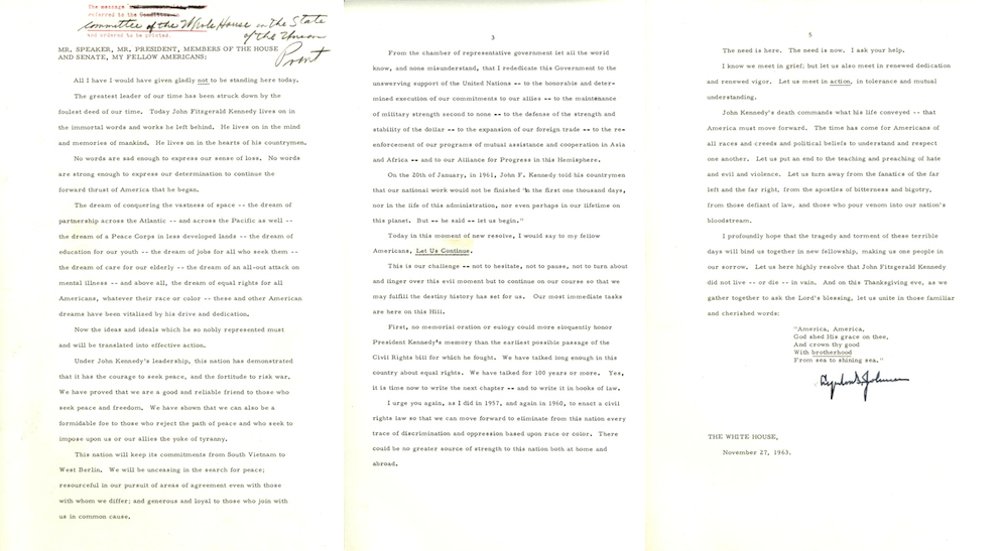 The message
referred to the Committee
and ordered to be printed.
Committee of the Whole House on the State
of the Union
Print
MR. SPEAKER, MR. PRESIDENT, MEMBERS OF THE HOUSE
AND SENATE, MY FELLOW AMERICANS:
All I have I would have given gladly not to be standing here today.
The greatest leader of our time has been struck down by the
foulest deed of our time. Today John Fitzgerald Kennedy lives on in
the immortal words and works he left behind. He lives on in the mind
and memories of mankind. He lives on in the hearts of his countrymen.
No words are sad enough to express our sense of loss. No words
are strong enough to express our determination to continue the
forward thrust of America that he began.
The dream of conquering the vastness of space -- the dream of
partnership across the Atlantic -- and across the Pacific as well --
the dream of a Peace Corps in less developed lands -- the dream of
education for our youth -- the dream of jobs for all who seek them --
the dream of care for our elderly -- the dream of an all-out attack on
mental illness -- and above all, the dream of equal rights for all
Americans, whatever their race or color -- these and other American
dreams have been vitalized by his drive and dedication.
Now the ideas and ideals which he so nobly represented must
and will be translated into effective action.
Under John Kennedy's leadership, this nation has demonstrated
that it has the courage to seek peace, and the fortitude to risk war.
We have proved that we are a good and reliable friend to those who
seek peace and freedom. We have shown that we can also be a
formidable foe to those who reject the path of peace and who seek to
impose upon us or our allies the yoke of tyranny.
This nation will keep its commitments from South Vietnam to
West Berlin. We will be unceasing in the search for peace;
resourceful in our pursuit of areas of agreement even with those
with whom we differ; and generous and loyal to those who join with
us in common cause.
3
From the chamber of representative government let all the world
know, and none misunderstand, that I rededicate this Government to the
unswerving support of the United Nations -- to the honorable and deter-
mined execution of our commitments to our allies -- to the maintenance
of military strength second to none -- to the defense of the strength and
stability of the dollar -- to the expansion of our foreign trade -- to the re-
enforcement of our programs of mutual assistance and cooperation in Asia
and Africa -- and to our Alliance for Progress in this Hemisphere.
On the 20th of January, in 1961, John F. Kennedy told his countrymen
that our national work would not be finished "in the first one thousand days,
nor in the life of this administration, nor even perhaps in our lifetime on
this planet. But -- he said -- let us begin."
Today in this moment of new resolve, I would say to my fellow
Americans, Let Us Continue.
This is our challenge -- not to hesitate, not to pause, not to turn about
and linger over this evil moment but to continue on our course so that we
may fulfill the destiny history has set for us. Our most immediate tasks
are here on this Hill.
First, no memorial oration or eulogy could more eloquently honor
President Kennedy's memory than the earliest possible passage of the
Civil Rights bill for which he fought. We have talked long enough in this
country about equal rights. We have talked for 100 years or more. Yes,
it is time now to write the next chapter -- and to write it in books of law.
I urge you again, as I did in 1957, and again in 1960, to enact a civil
rights law so that we can move forward to eliminate from this nation every
trace of discrimination and oppression based upon race or color. There
could be no greater source of strength to this nation both at home and
abroad.
5
The need is here. The need is now. I ask your help.
I know we meet in grief, but let us also meet in renewed dedication
and renewed vigor. Let us meet in action, in tolerance and mutual
understanding.
John Kennedy's death commands what his life conveyed -- that
America must move forward. The time has come for Americans of
all races and creeds and political beliefs to understand and respect
one another. Let us put an end to the teaching and preaching of hate
and evil and violence. Let us turn away from the fanatics of the far
left and the far right, from the apostles of bitterness and bigotry,
from those defiant of law, and those who pour venom into our nation's
bloodstream.
I profoundly hope that the tragedy and torment of these terrible
days will bind us together in new fellowship, making us one people in
our sorrow. Let us here highly resolve that John Fitzgerald Kennedy
did not live -- or die -- in vain. And on this Thanksgiving eve, as we
gather together to ask the Lord's blessing, let us unite in those familiar
and cherished words:
"America, America,
God shed His grace on thee,
And crown thy good
With brotherhood
From sea to shining sea."
Lyndon B. Johnson
THE WHITE HOUSE,
November 27, 1963.